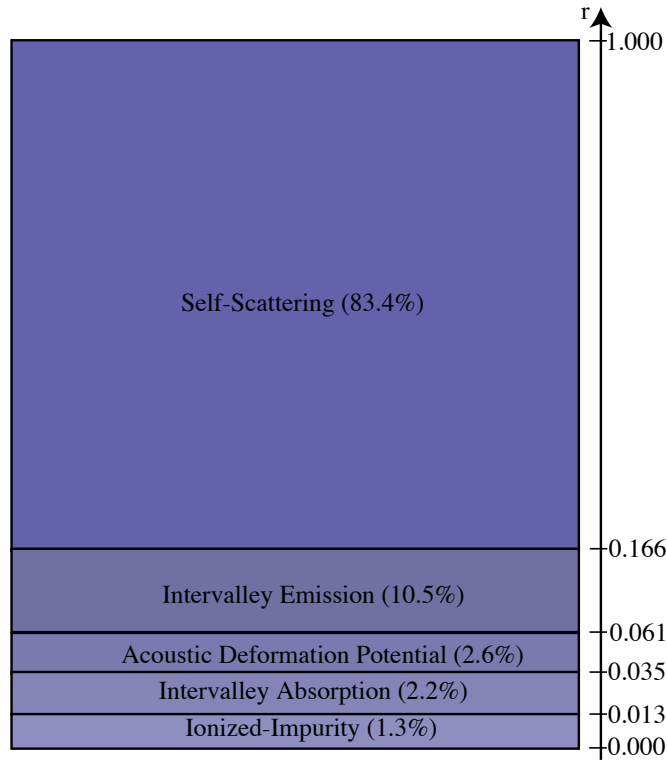 r
1.000
Self-Scattering (83.4%)
0.166
Intervalley Emission (10.5%)
0.061
Acoustic Deformation Potential (2.6%)
0.035
Intervalley Absorption (2.2%)
0.013
Ionized-Impurity (1.3%)
0.000